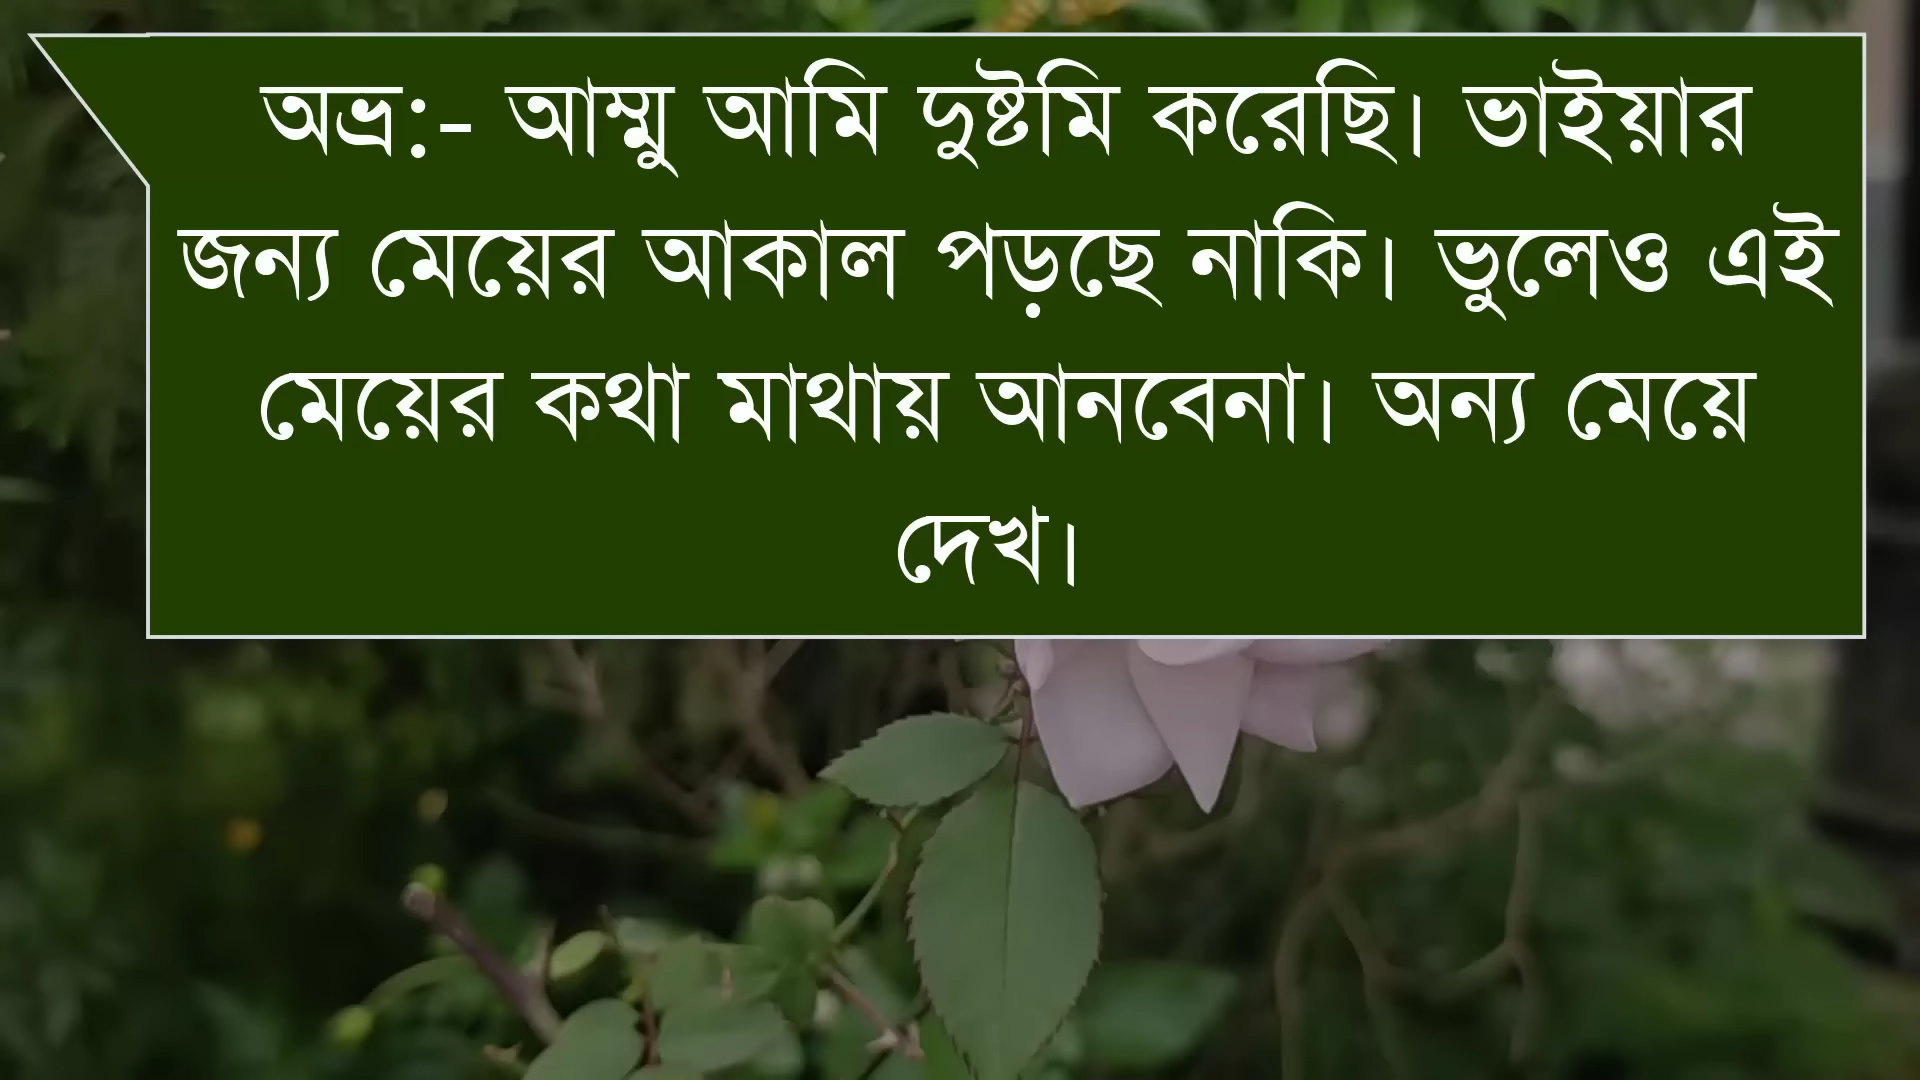 অভ্র:- আম্মু আমি দুষ্টমি করেছি। ভাইয়ার
জন্য মেয়ের আকাল পড়ছে নাকি। ভুলেও এই
মেয়ের কথা মাথায় আনবেনা। অন্য মেয়ে
দেখ।